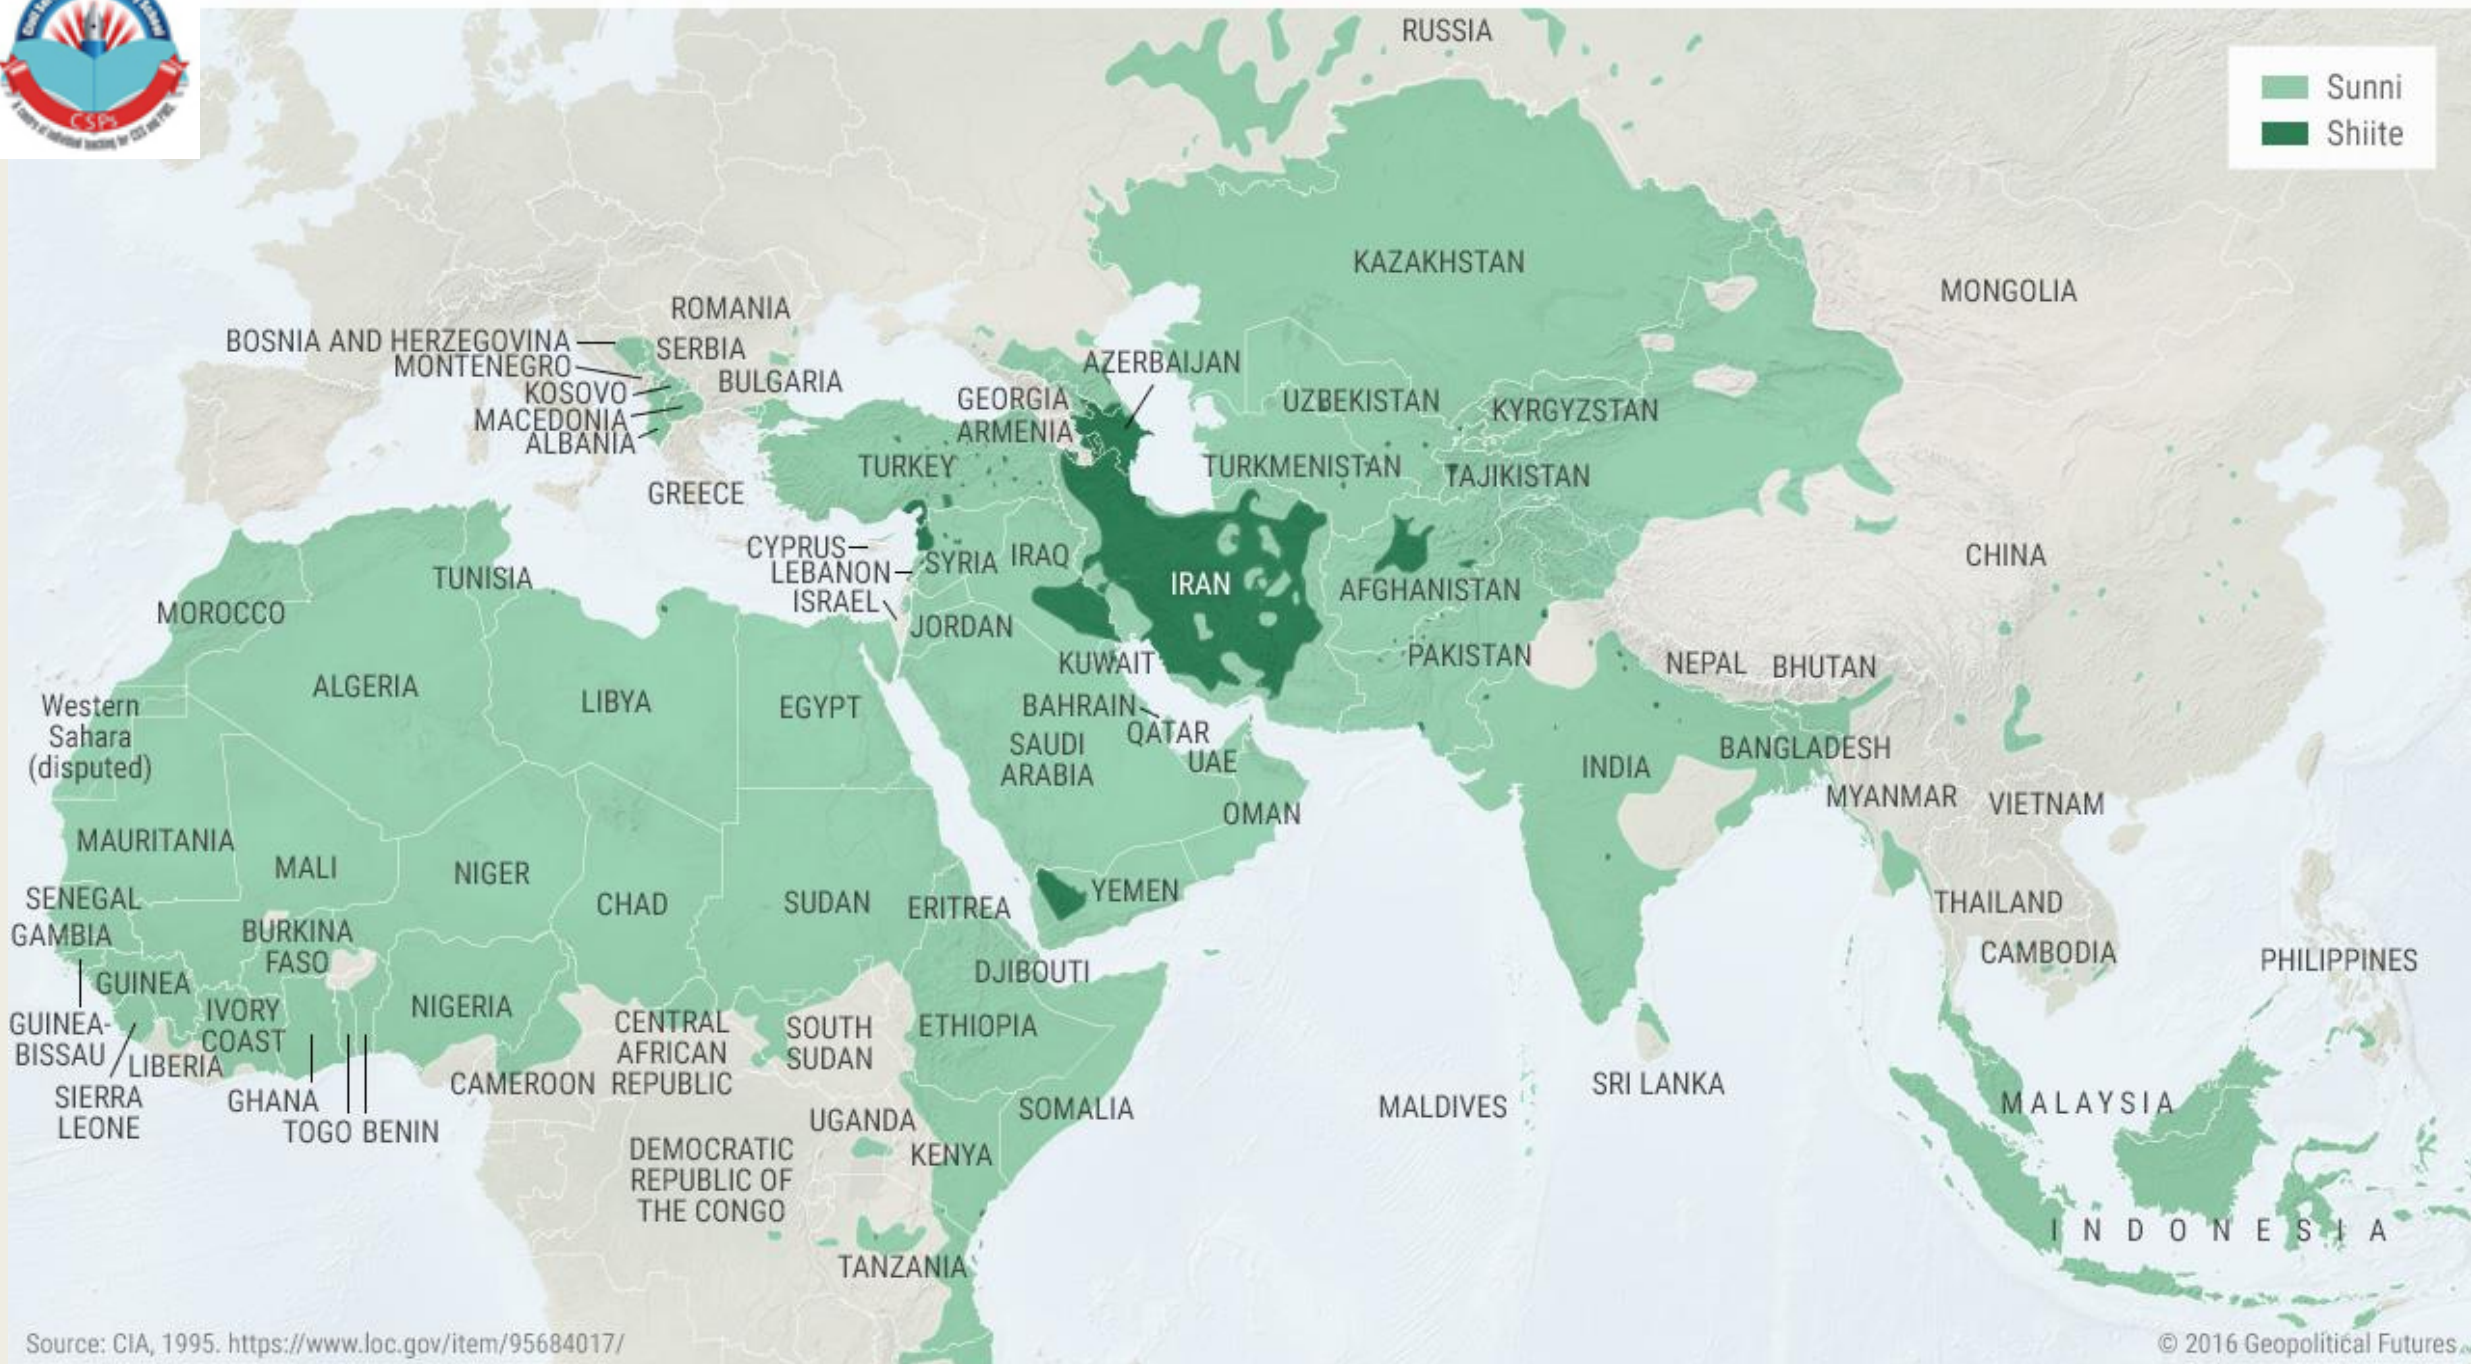 CSPs
RUSSIA
Sunni
Shiite
KAZAKHSTAN
MONGOLIA
ROMANIA
BOSNIA AND HERZEGOVINA
SERBIA
MONTENEGRO
KOSOVO
BULGARIA
MACEDONIA
ALBANIA
AZERBAIJAN
GEORGIA
ARMENIA
UZBEKISTAN
KYRGYZSTAN
TURKEY
TURKMENISTAN
TAJIKISTAN
GREECE
CYPRUS
LEBANON
ISRAEL
SYRIA
IRAQ
IRAN
AFGHANISTAN
CHINA
TUNISIA
MOROCCO
JORDAN
KUWAIT
PAKISTAN
NEPAL
BHUTAN
ALGERIA
LIBYA
EGYPT
Western
Sahara
(disputed)
BAHRAIN
QATAR
SAUDI
ARABIA
UAE
INDIA
BANGLADESH
MYANMAR
VIETNAM
OMAN
MAURITANIA
MALI
NIGER
CHAD
SUDAN
ERITREA
YEMEN
THAILAND
SENEGAL
GAMBIA
BURKINA
FASO
CAMBODIA
PHILIPPINES
DJIBOUTI
GUINEA
IVORY
COAST
NIGERIA
GUINEA-
BISSAU
LIBERIA
SIERRA
LEONE
GHANA
TOGO
BENIN
CAMEROON
CENTRAL
AFRICAN
REPUBLIC
SOUTH
SUDAN
ETHIOPIA
UGANDA
SOMALIA
KENYA
DEMOCRATIC
REPUBLIC OF
THE CONGO
TANZANIA
MALDIVES
SRI LANKA
MALAYSIA
INDONESIA
Source: CIA, 1995. https://www.loc.gov/item/95684017/
© 2016 Geopolitical Futures